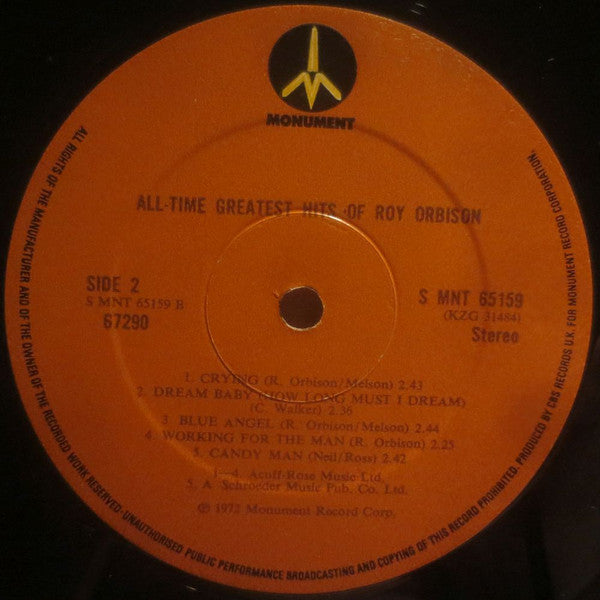 MONUMENT
ALL-TIME GREATEST HITS OF ROY ORBISON
SIDE 2
S MNT 65159 B
67290
S MNT 65159
(KZG 31484)
Stereo
1. CRYING (R. Orbison/Melson) 2.43
2. DREAM BABY (HOW LONG MUST I DREAM)
(C. Walker) 2.36
3. BLUE ANGEL (R. Orbison/Melson) 2.44
4. WORKING FOR THE MAN (R. Orbison) 2.25
5. CANDY MAN (Neil/Ross) 2.42
1—4. Acuff-Rose Music Ltd.
5. A. Schroeder Music Pub. Co. Ltd.
℗ 1972 Monument Record Corp.
ALL RIGHTS OF THE MANUFACTURER AND OF THE OWNER OF THE RECORDED WORK RESERVED·UNAUTHORISED PUBLIC PERFORMANCE BROADCASTING AND COPYING OF THIS RECORD PROHIBITED. PRODUCED BY CBS RECORDS U.K. FOR MONUMENT RECORD CORPORATION.